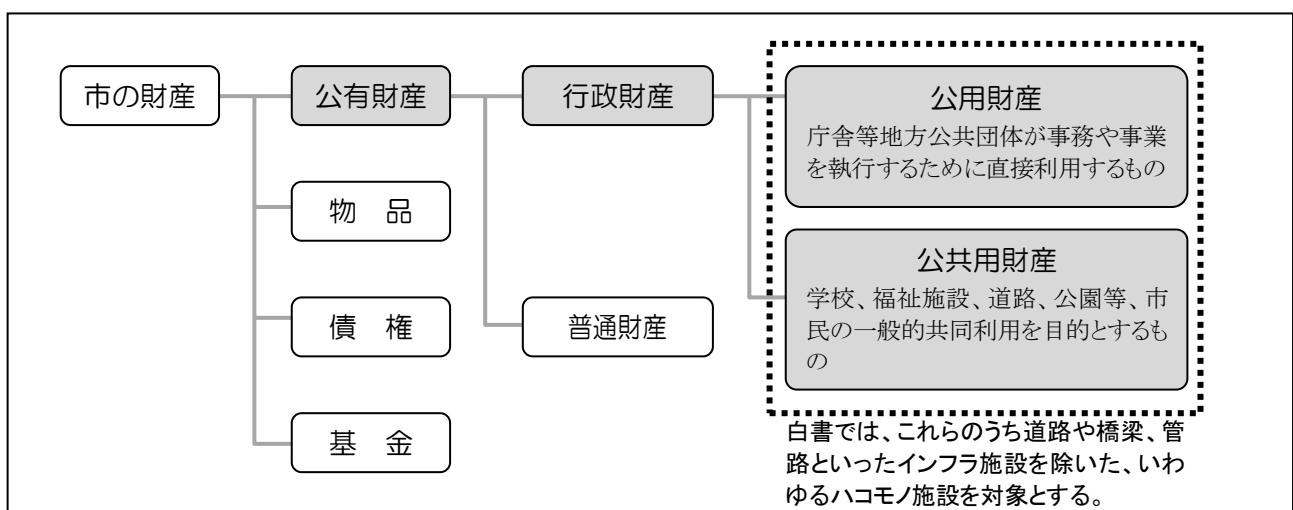 市の財産
公有財産
行政財産
公用財産
庁舎等地方公共団体が事務や事業
を執行するために直接利用するもの
物　品
公共用財産
学校、福祉施設、道路、公園等、市
民の一般的共同利用を目的とするも
の
債　権
普通財産
基　金
白書では、これらのうち道路や橋梁、管
路といったインフラ施設を除いた、いわ
ゆるハコモノ施設を対象とする。